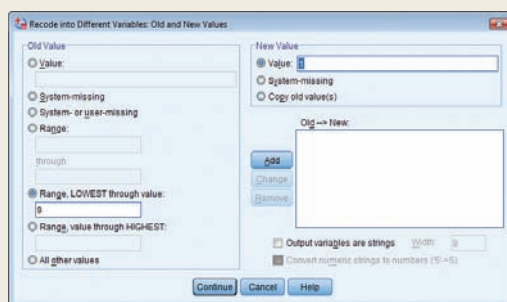 Recode into Different Variables: Old and New Values
Old Value
Value:
System-missing
System- or user-missing
Range:
through
Range, LOWEST through value:
9
Range, value through HIGHEST:
All other values
New Value
Value: 1
System-missing
Copy old value(s)
Old --> New:
Add
Change
Remove
Output variables are strings Width: 8
Convert numeric strings to numbers ('5'->5)
Continue Cancel Help